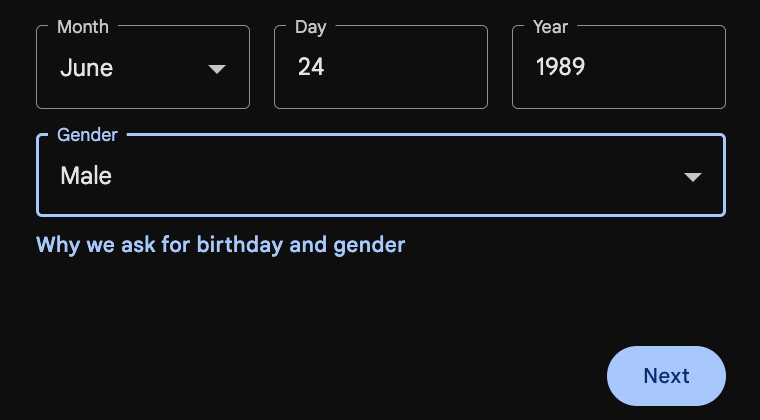 Month Day Year
June 24 1989
Gender
Male
Why we ask for birthday and gender
Next